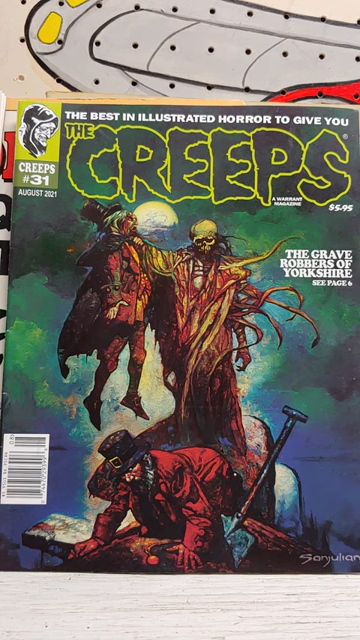 THE BEST IN ILLUSTRATED HORROR TO GIVE YOU
THE
CREEPS
®
CREEPS
#31
AUGUST 2021
A WARRANT
MAGAZINE
$5.95
THE GRAVE
ROBBERS OF
YORKSHIRE
SEE PAGE 6
Sanjulian